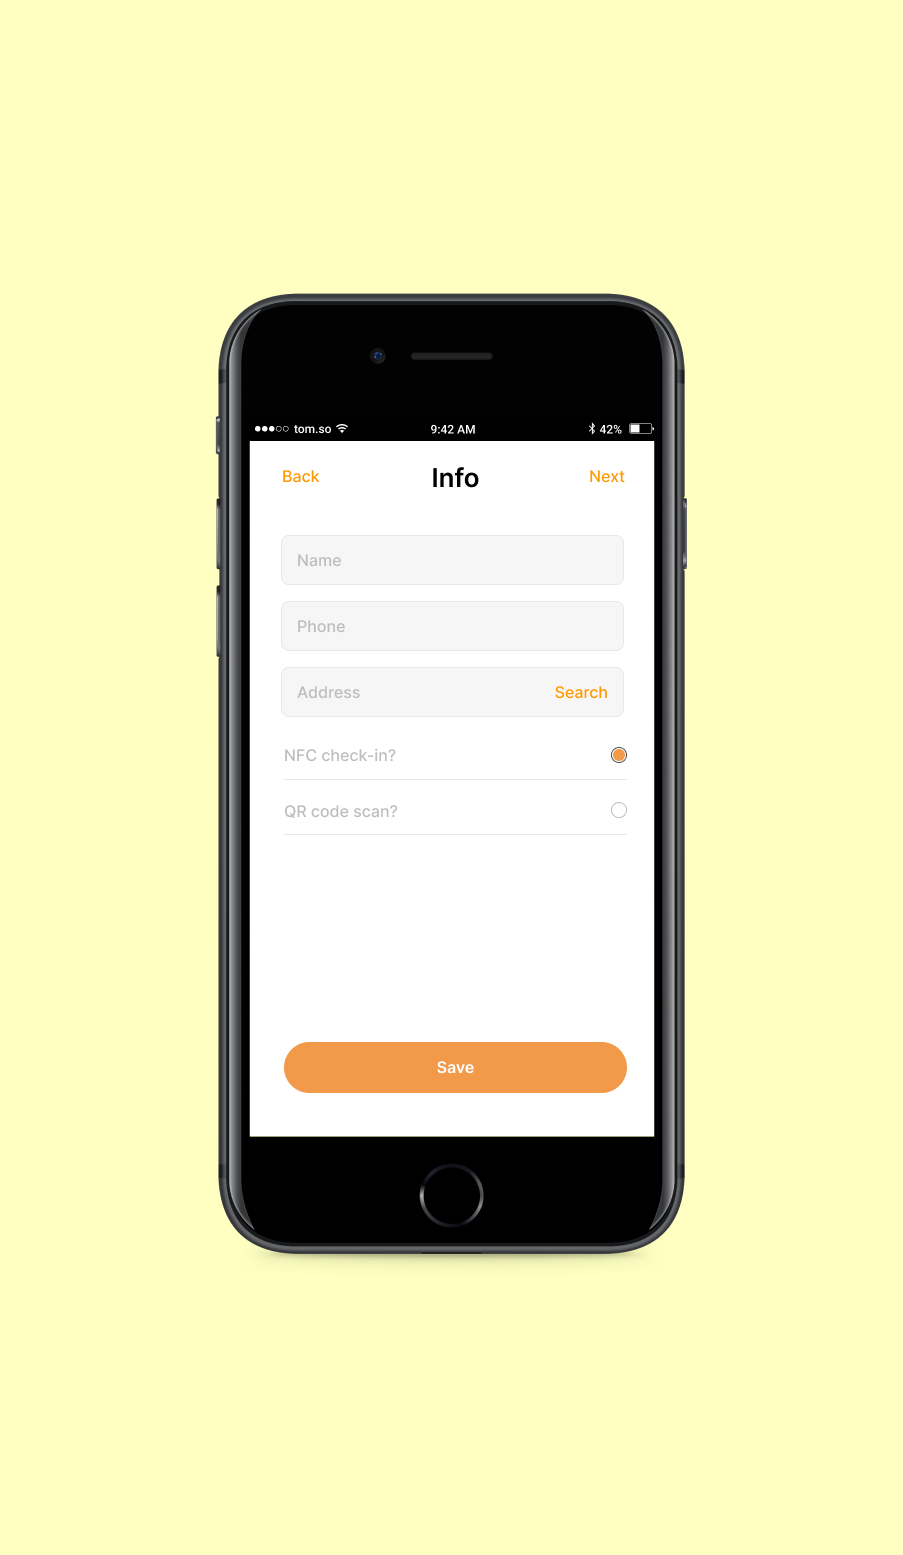 tom.so 9:42 AM 42%
Back Info Next
Name
Phone
Address Search
NFC check-in?
QR code scan?
Save